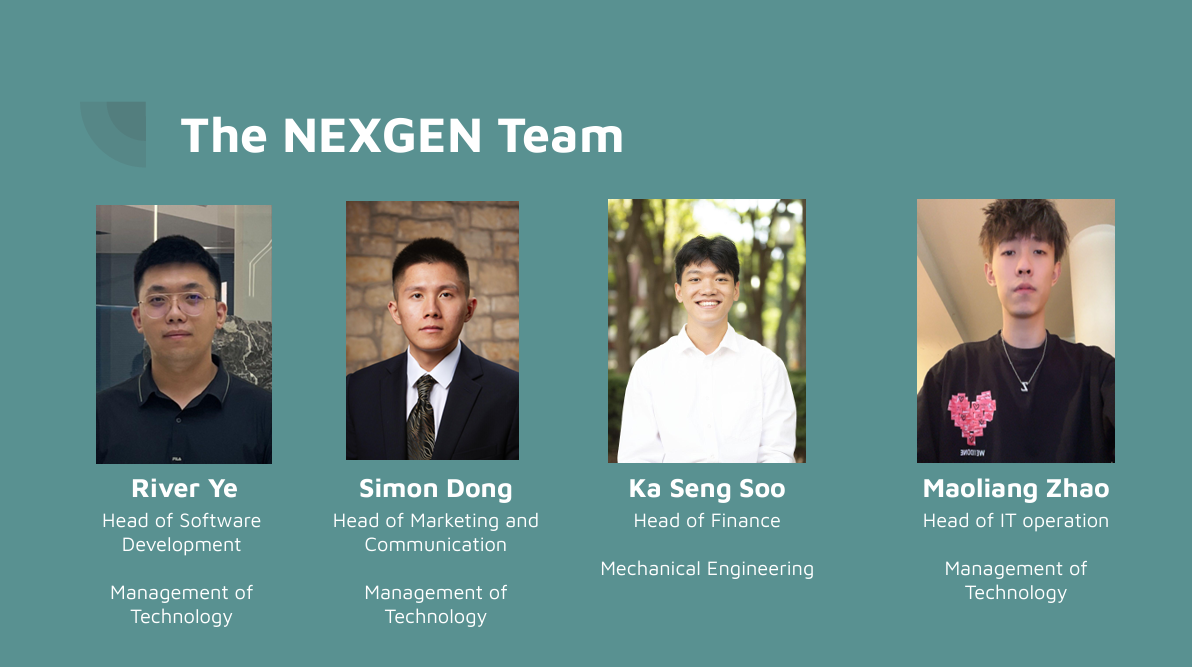 The NEXGEN Team
River Ye
Head of Software
Development
Management of
Technology
Simon Dong
Head of Marketing and
Communication
Management of
Technology
Ka Seng Soo
Head of Finance
Mechanical Engineering
WE11DONE
Maoliang Zhao
Head of IT operation
Management of
Technology